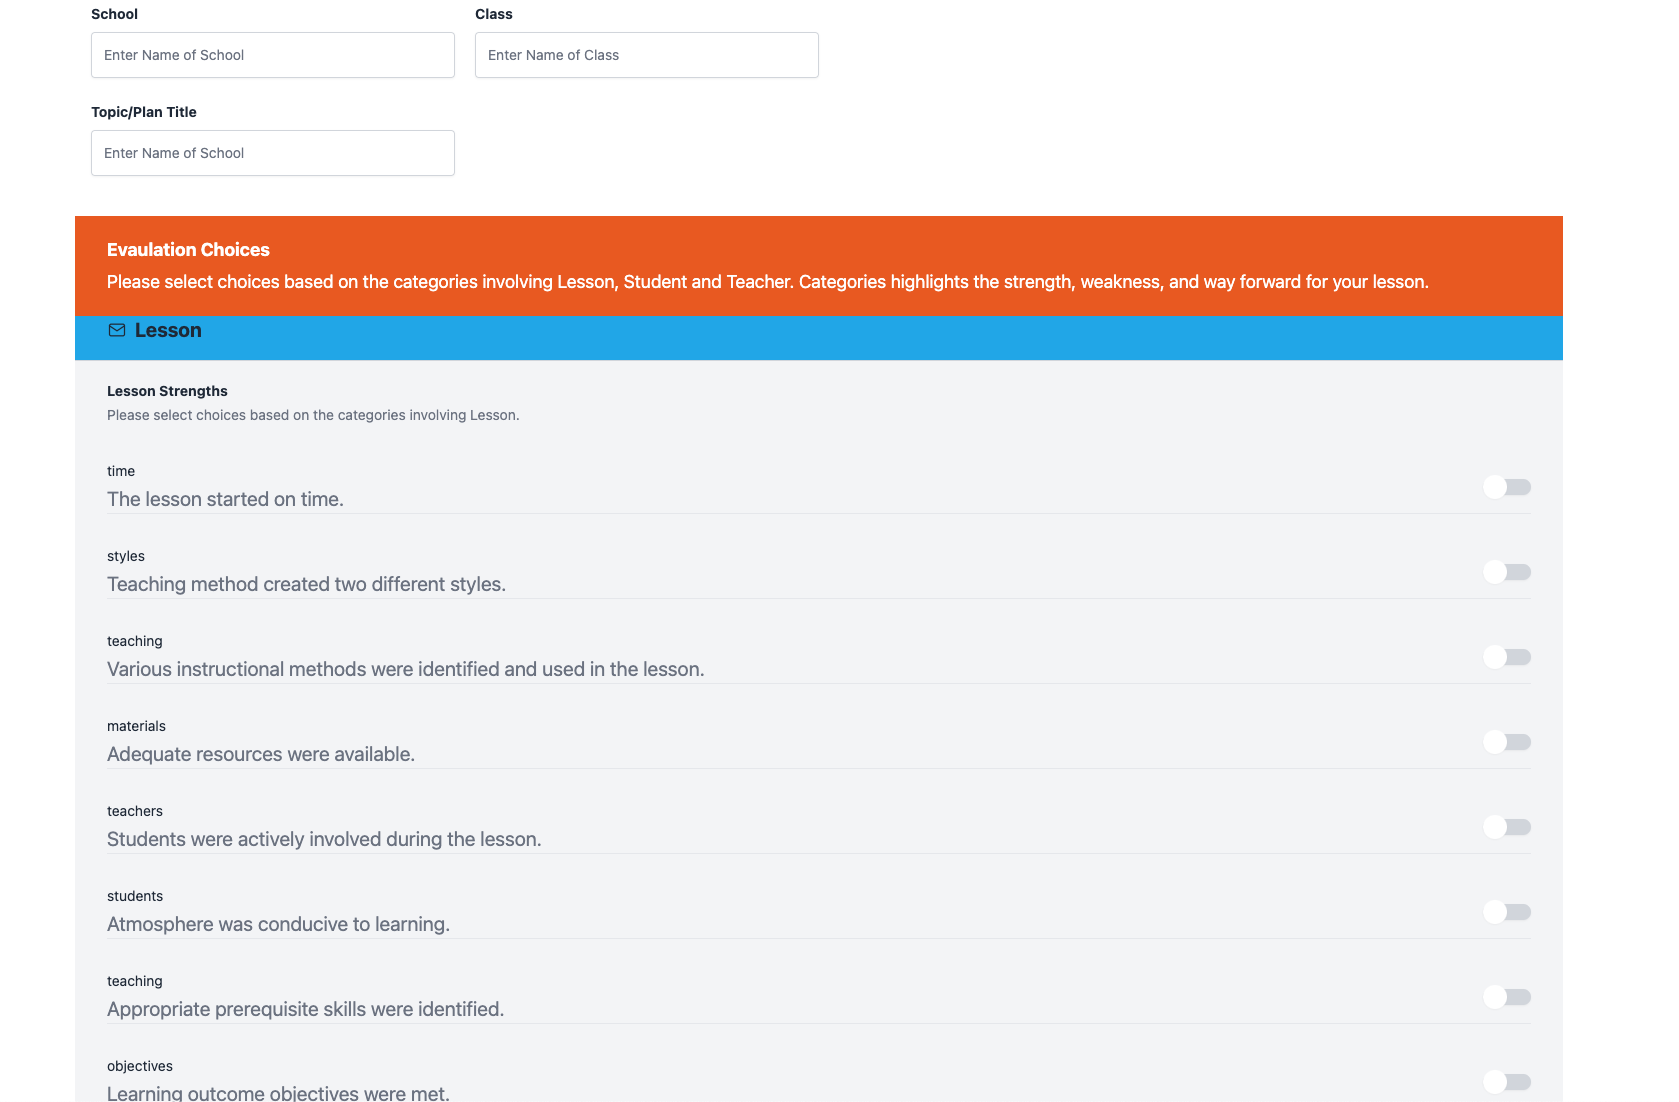 School
Class
Enter Name of School
Enter Name of Class
Topic/Plan Title
Enter Name of School
Evaulation Choices
Please select choices based on the categories involving Lesson, Student and Teacher. Categories highlights the strength, weakness, and way forward for your lesson.
Lesson
Lesson Strengths
Please select choices based on the categories involving Lesson.
time
The lesson started on time.
styles
Teaching method created two different styles.
teaching
Various instructional methods were identified and used in the lesson.
materials
Adequate resources were available.
teachers
Students were actively involved during the lesson.
students
Atmosphere was conducive to learning.
teaching
Appropriate prerequisite skills were identified.
objectives
Learning outcome objectives were met.